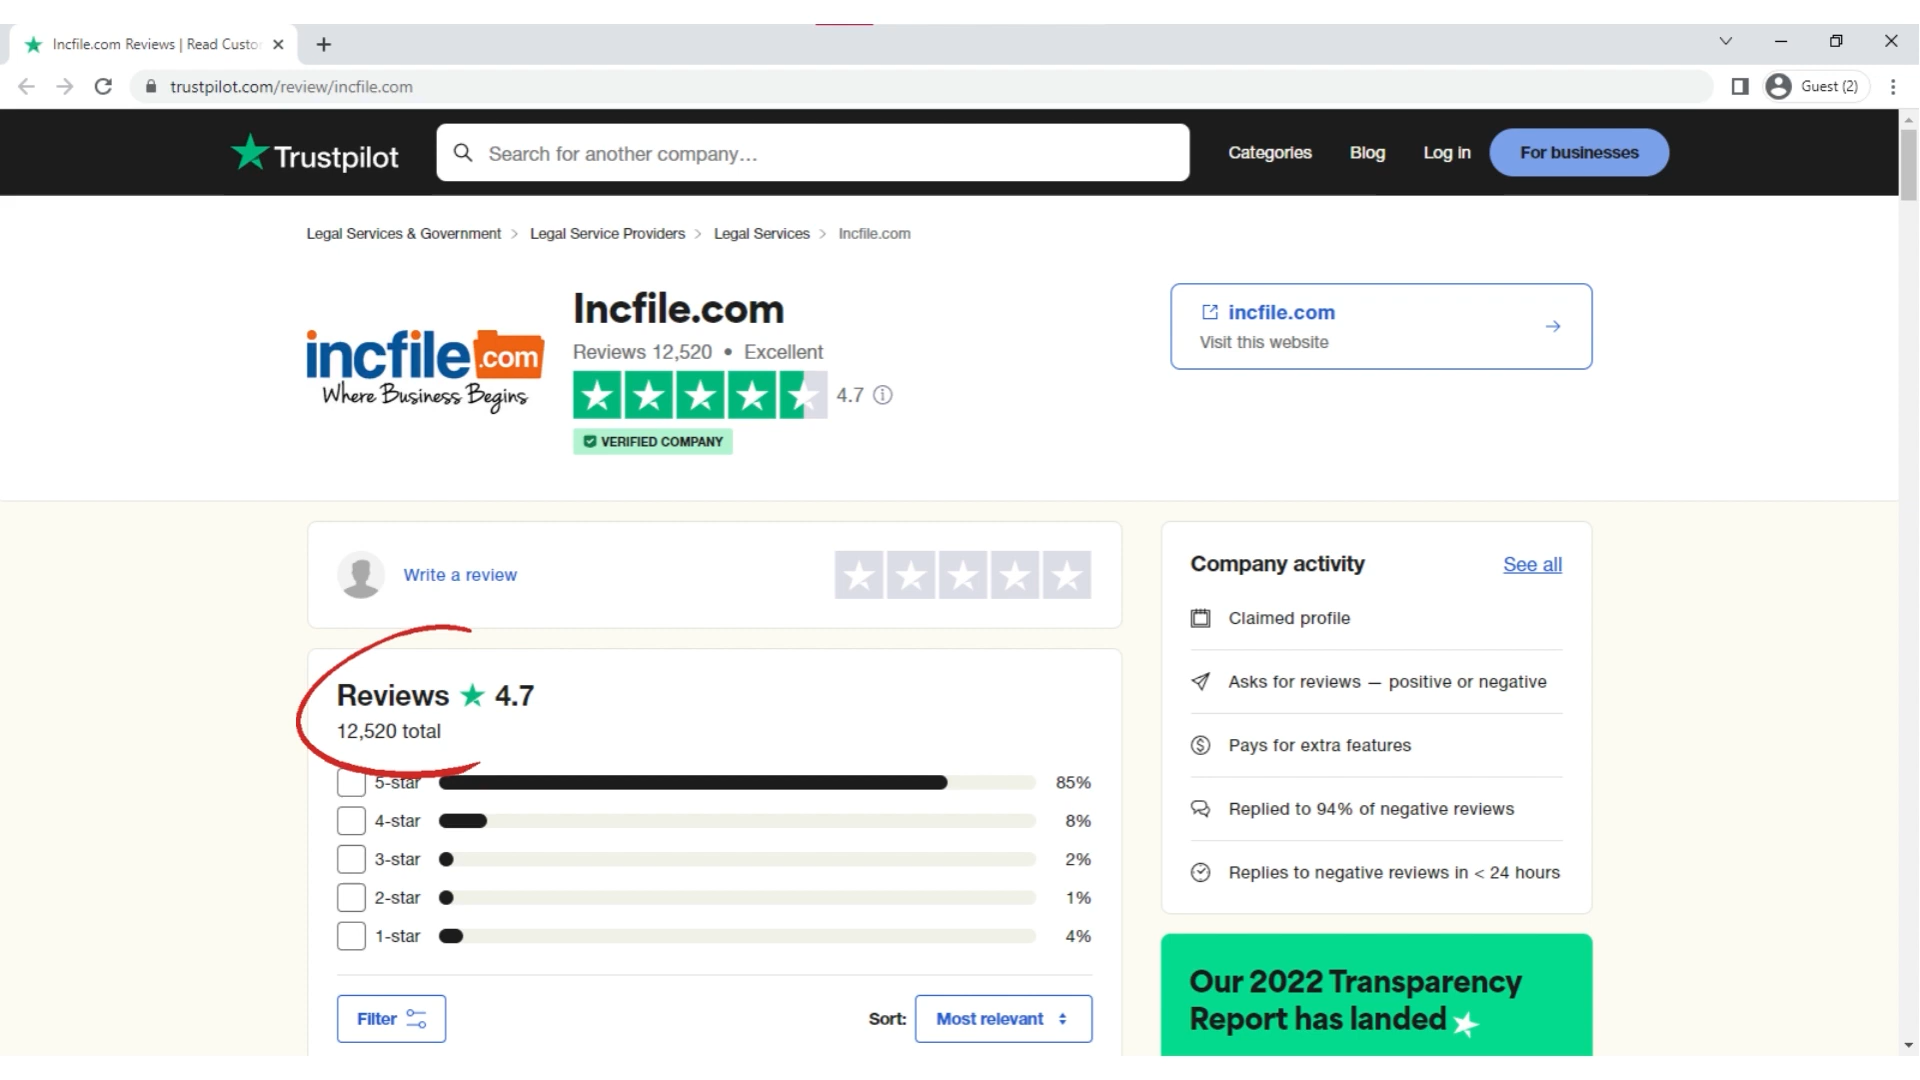 Incfile.com Reviews | Read Custo
trustpilot.com/review/incfile.com
Guest (2)
Trustpilot
Search for another company...
Categories
Blog
Log in
For businesses
Legal Services & Government > Legal Service Providers > Legal Services > Incfile.com
incfile.com
Where Business Begins
Incfile.com
Reviews 12,520 • Excellent
4.7
VERIFIED COMPANY
incfile.com
Visit this website
Write a review
Reviews ★ 4.7
12,520 total
5-star 85%
4-star 8%
3-star 2%
2-star 1%
1-star 4%
Filter
Sort: Most relevant
Company activity
See all
Claimed profile
Asks for reviews — positive or negative
Pays for extra features
Replied to 94% of negative reviews
Replies to negative reviews in < 24 hours
Our 2022 Transparency
Report has landed